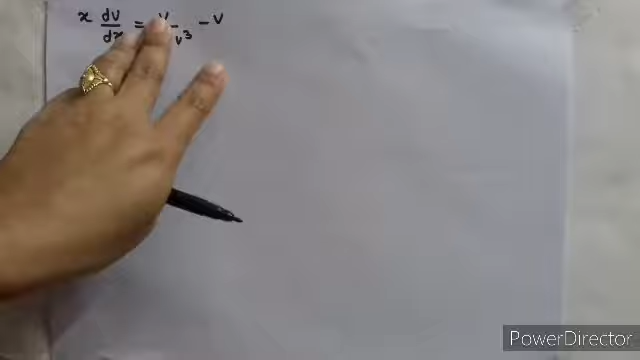 x dv/dx = v/v³ - v
PowerDirector